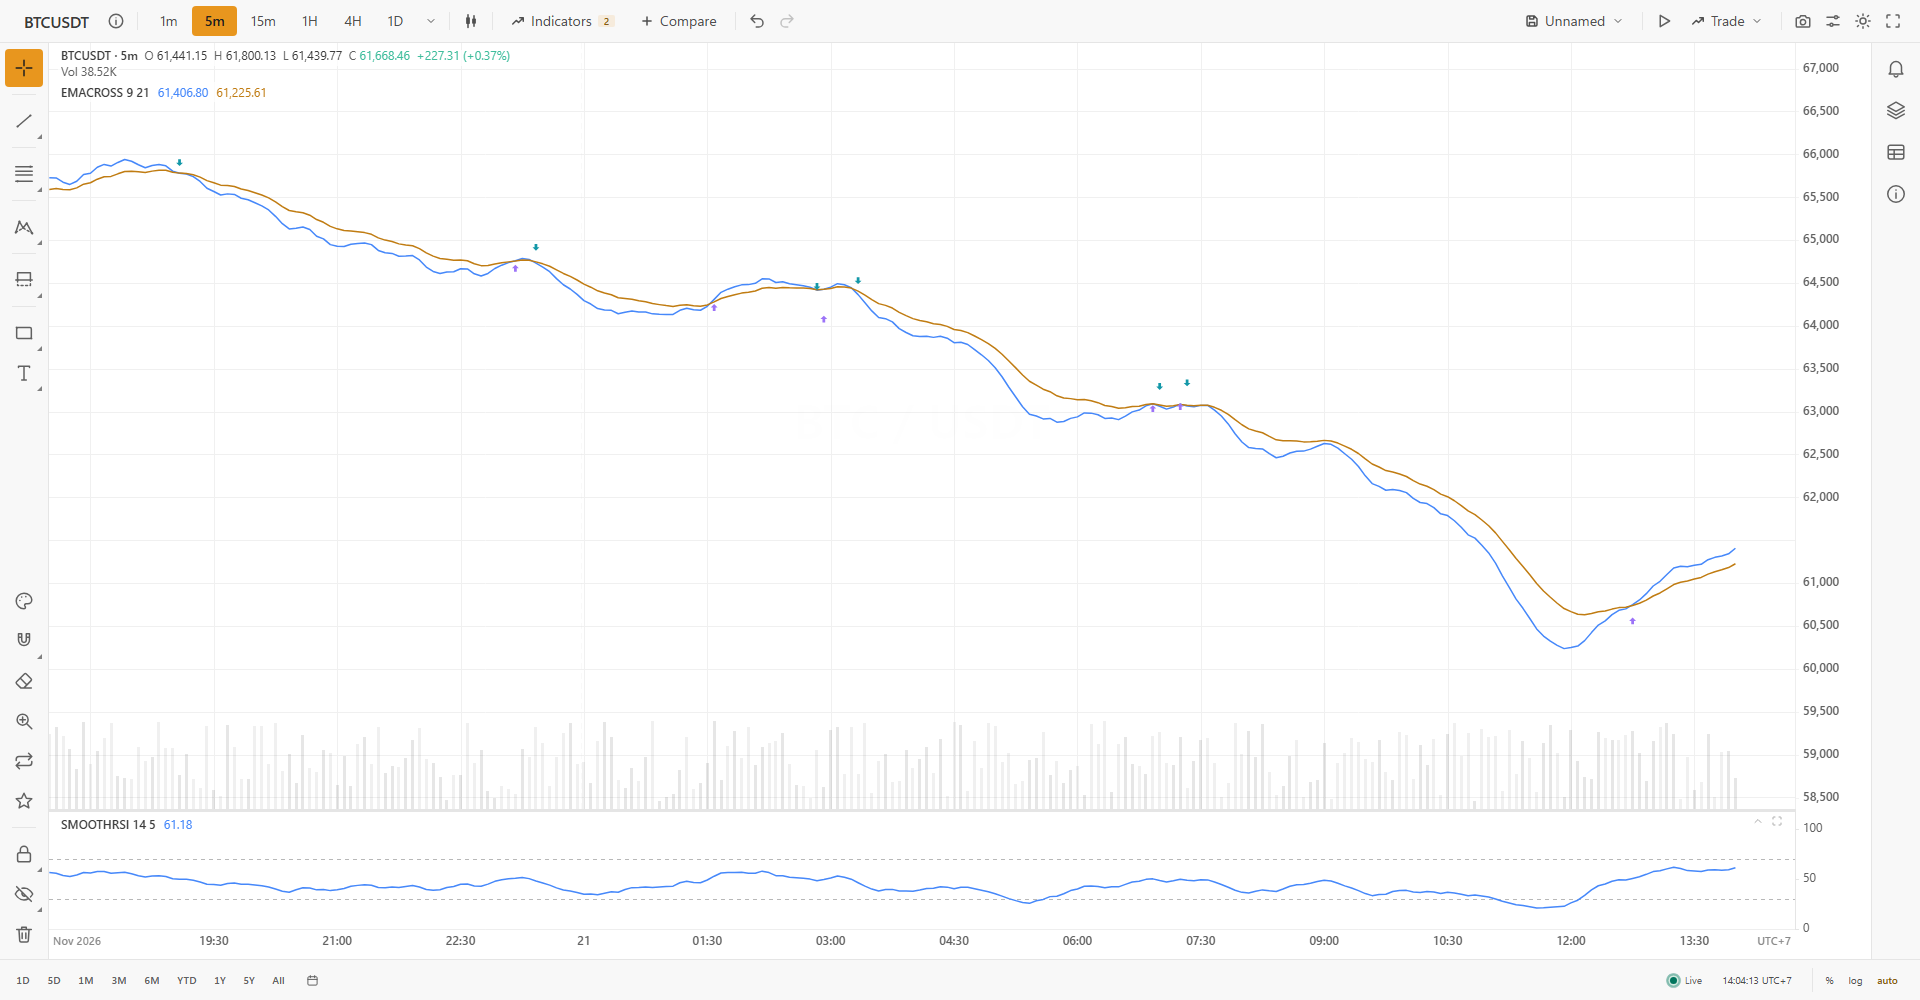 BTCUSDT 1m 5m 15m 1H 4H 1D Indicators 2 Compare Unnamed Trade
BTCUSDT · 5m O 61,441.15 H 61,800.13 L 61,439.77 C 61,668.46 +227.31 (+0.37%)
Vol 38.52K
EMACROSS 9 21 61,406.80 61,225.61
67,000
66,500
66,000
65,500
65,000
64,500
64,000
63,500
63,000
62,500
62,000
61,000
60,500
60,000
59,500
59,000
58,500
SMOOTHRSI 14 5 61.18
100
50
0
Nov 2026 19:30 21:00 22:30 21 01:30 03:00 04:30 06:00 07:30 09:00 10:30 12:00 13:30 UTC+7
1D 5D 1M 3M 6M YTD 1Y 5Y All Live 14:04:13 UTC+7 % log auto